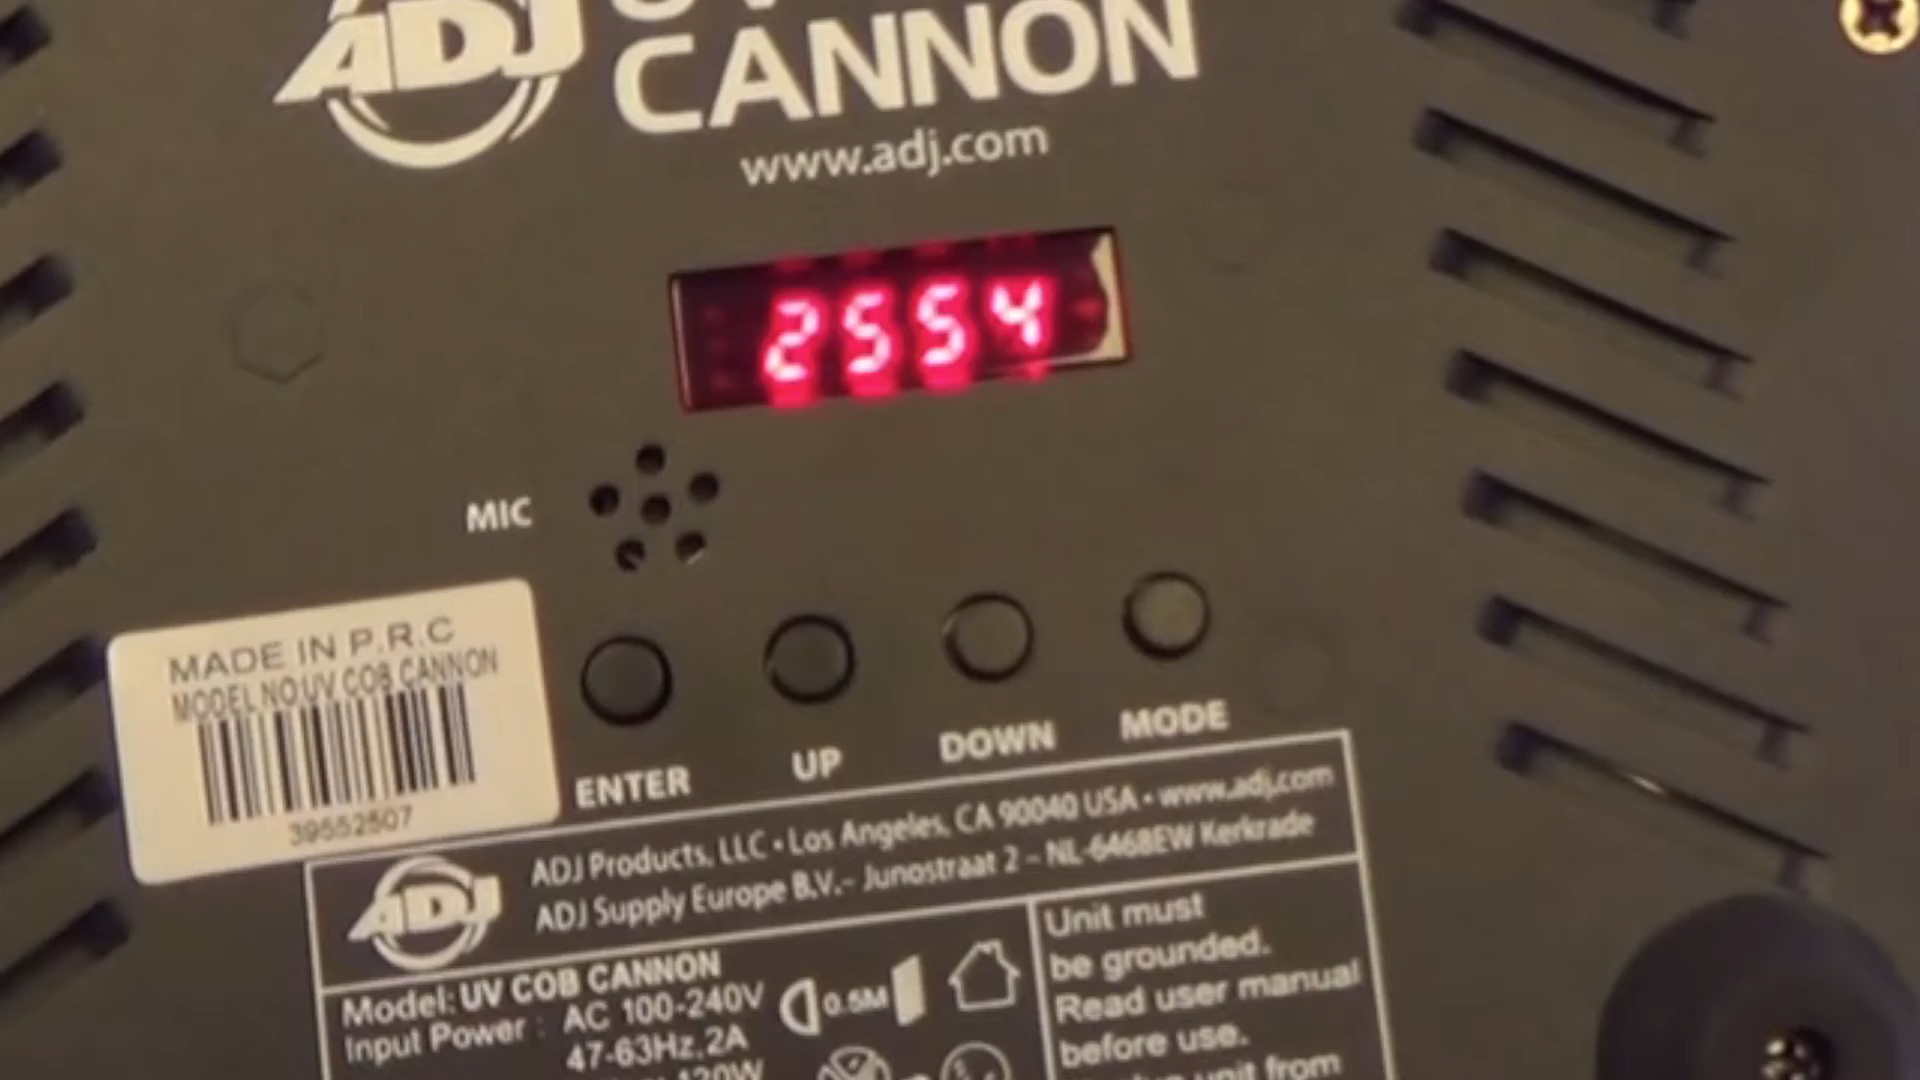 ADJ
CANNON
www.adj.com
2554
MIC
MADE IN P.R.C
MODEL NO:UV COB CANNON
39552507
ENTER UP DOWN MODE
ADJ Products, LLC • Los Angeles, CA 90040 USA • www.adj.com
ADJ Supply Europe B.V.– Junostraat 2 – NL-6468EW Kerkrade
ADJ
Model: UV COB CANNON
Input Power : AC 100-240V
47-63Hz,2A
120W
0.5M
Unit must
be grounded.
Read user manual
before use.
unit from